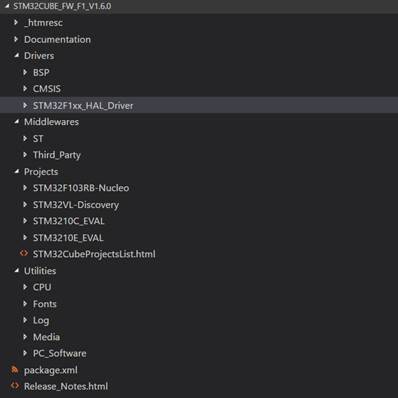 STM32CUBE_FW_F1_V1.6.0
_htmresc
Documentation
Drivers
BSP
CMSIS
STM32F1xx_HAL_Driver
Middlewares
ST
Third_Party
Projects
STM32F103RB-Nucleo
STM32VL-Discovery
STM3210C_EVAL
STM3210E_EVAL
STM32CubeProjectsList.html
Utilities
CPU
Fonts
Log
Media
PC_Software
package.xml
Release_Notes.html